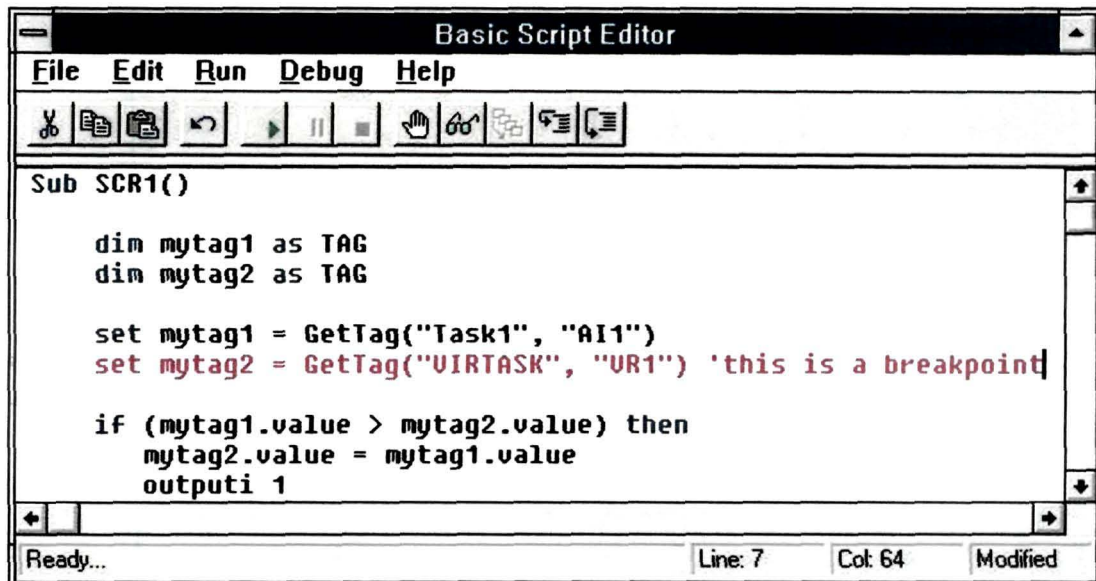 Basic Script Editor
File Edit Run Debug Help
Sub SCR1()
dim mytag1 as TAG
dim mytag2 as TAG
set mytag1 = GetTag("Task1", "AI1")
set mytag2 = GetTag("VIRTASK", "VR1") 'this is a breakpoint
if (mytag1.value > mytag2.value) then
mytag2.value = mytag1.value
outputi 1
Ready...
Line: 7
Col: 64
Modified